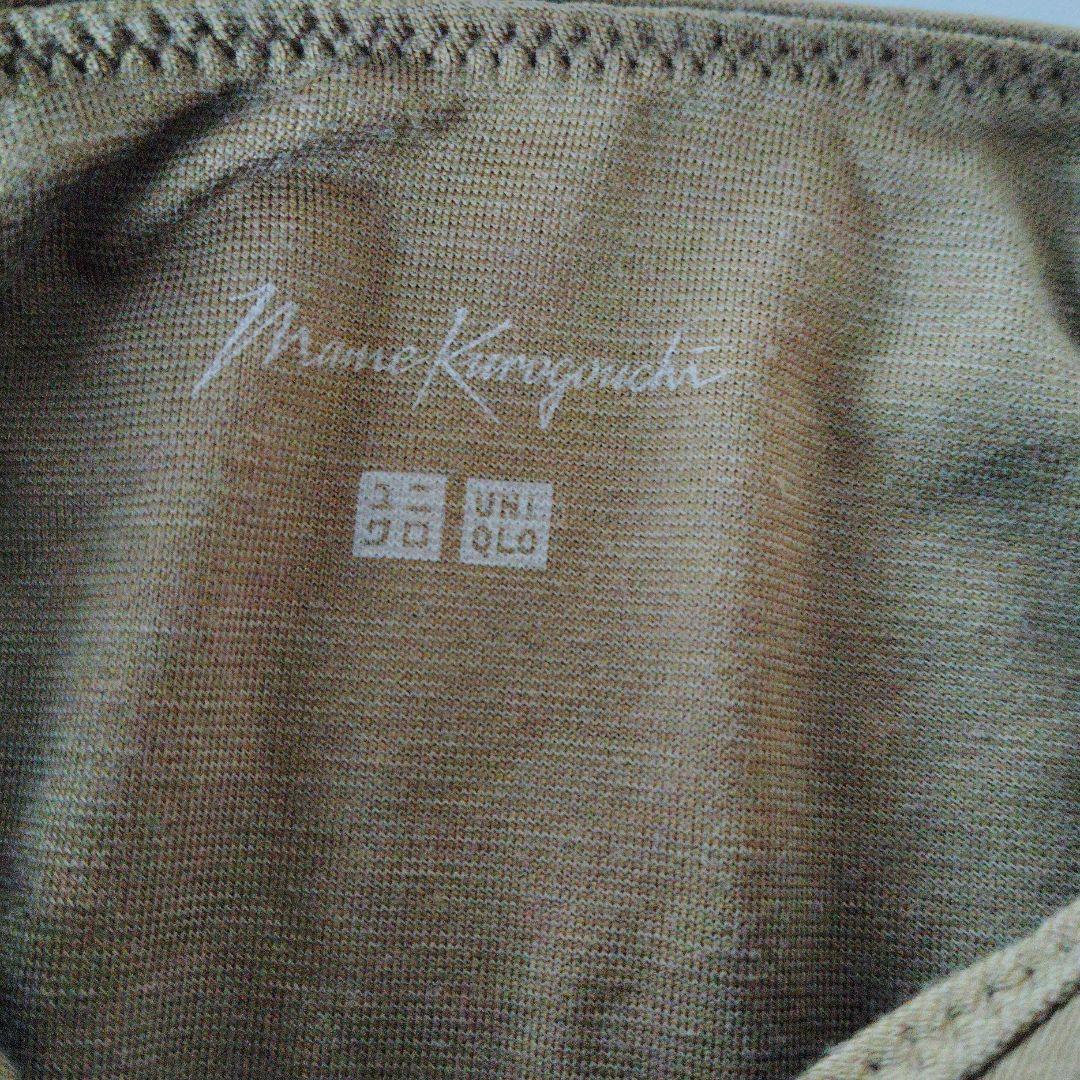 Mame Kurogouchi
ユニ UNI
クロ QLO